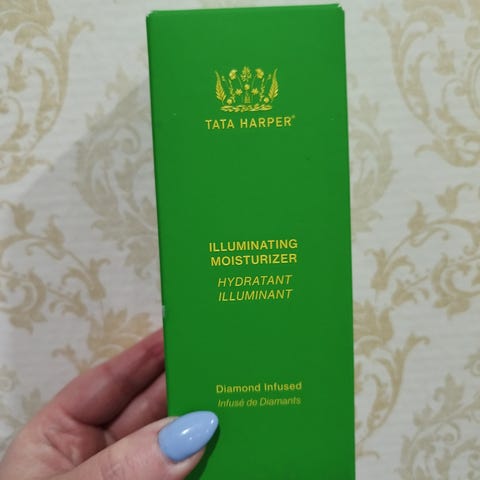 TATA HARPER®
ILLUMINATING
MOISTURIZER
HYDRATANT
ILLUMINANT
Diamond Infused
Infusé de Diamants